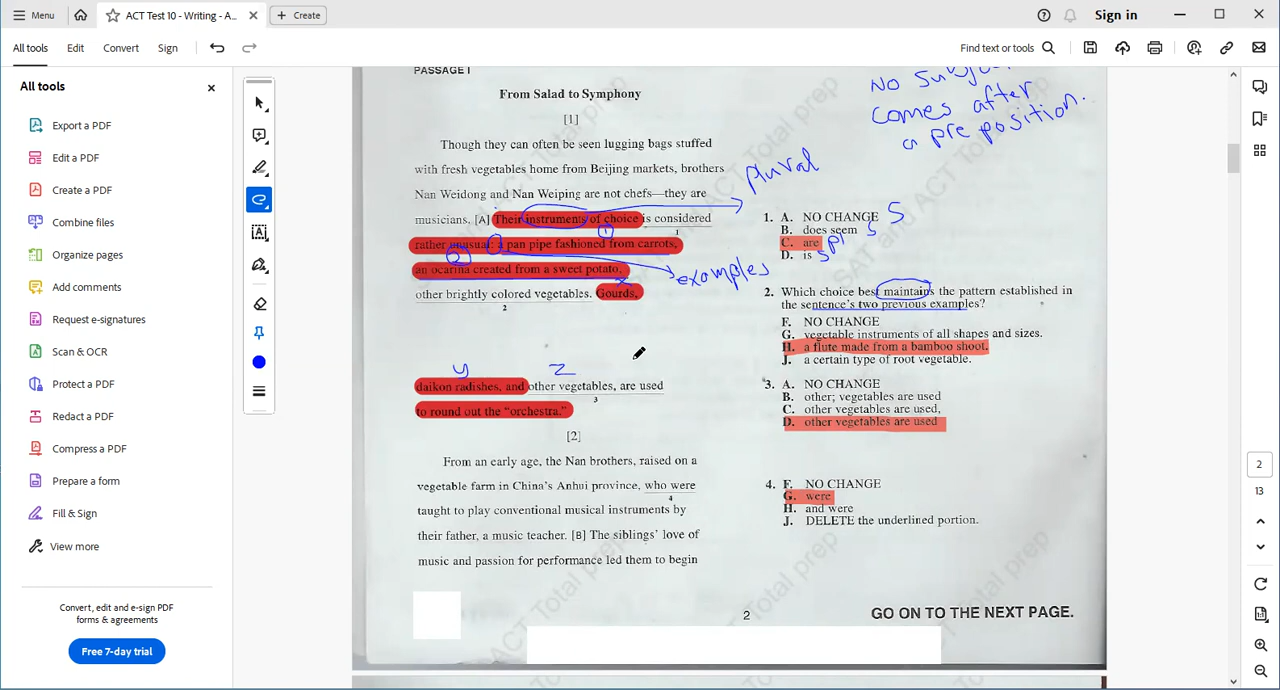 Menu
ACT Test 10 - Writing - A...
Create
Sign in
All tools
Edit
Convert
Sign
Find text or tools
All tools
Export a PDF
Edit a PDF
Create a PDF
Combine files
Organize pages
Add comments
Request e-signatures
Scan & OCR
Protect a PDF
Redact a PDF
Compress a PDF
Prepare a form
Fill & Sign
View more
Convert, edit and e-sign PDF
forms & agreements
Free 7-day trial
PASSAGE I
From Salad to Symphony
[1]
Though they can often be seen lugging bags stuffed
with fresh vegetables home from Beijing markets, brothers
Nan Weidong and Nan Weiping are not chefs—they are
musicians. [A] Their instruments of choice is considered
1
rather unusual: a pan pipe fashioned from carrots,
an ocarina created from a sweet potato,
other brightly colored vegetables. Gourds,
2
daikon radishes, and other vegetables, are used
3
to round out the “orchestra.”
[2]
From an early age, the Nan brothers, raised on a
vegetable farm in China’s Anhui province, who were
4
taught to play conventional musical instruments by
their father, a music teacher. [B] The siblings’ love of
music and passion for performance led them to begin
No
comes after
a preposition.
plural
1
2
examples
x
y
z
1. A. NO CHANGE S
B. does seem S
C. are pl
D. is S
2. Which choice best maintains the pattern established in
the sentence’s two previous examples?
F. NO CHANGE
G. vegetable instruments of all shapes and sizes.
H. a flute made from a bamboo shoot.
J. a certain type of root vegetable.
3. A. NO CHANGE
B. other; vegetables are used
C. other vegetables are used,
D. other vegetables are used
4. F. NO CHANGE
G. were
H. and were
J. DELETE the underlined portion.
2
GO ON TO THE NEXT PAGE.
2
13